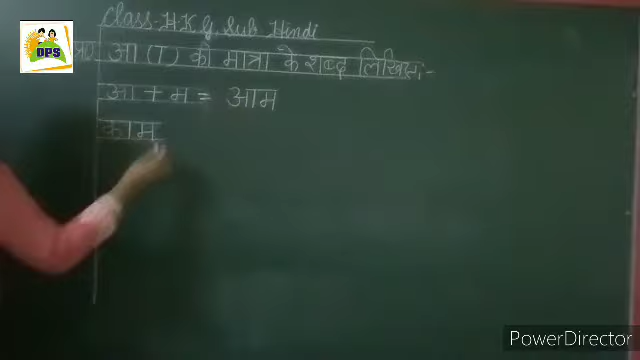 Class - H.K.G. Sub Hindi
आ (ा) की मात्रा के शब्द लिखिए:-
आ + म = आम
काम
DPS
PowerDirector